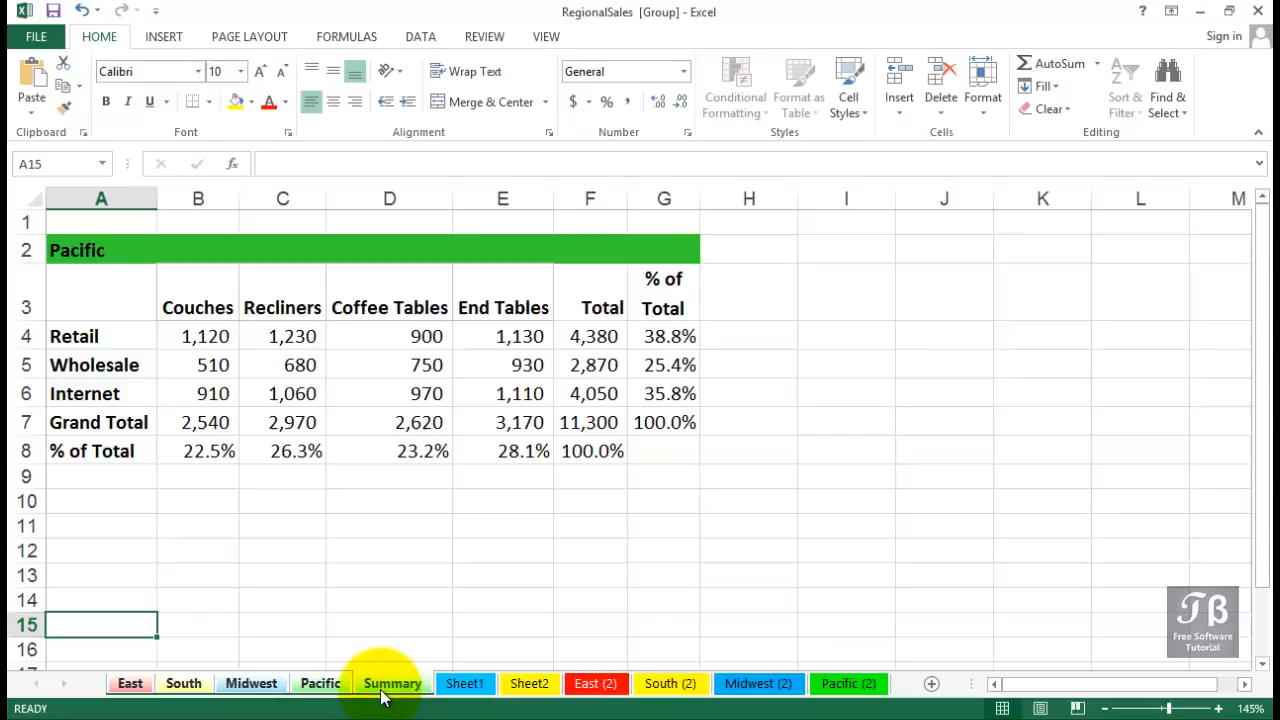 RegionalSales [Group] - Excel
?
FILE HOME INSERT PAGE LAYOUT FORMULAS DATA REVIEW VIEW Sign in
Paste
Calibri 10 A A
B I U A
Wrap Text
Merge & Center
General
$ % ,
Conditional Formatting
Format as Table
Cell Styles
Insert
Delete
Format
AutoSum
Fill
Clear
Sort & Filter
Find & Select
Clipboard Font Alignment Number Styles Cells Editing
A15 fx
A B C D E F G H I J K L M
1
2 Pacific
3 Couches Recliners Coffee Tables End Tables Total % of Total
4 Retail 1,120 1,230 900 1,130 4,380 38.8%
5 Wholesale 510 680 750 930 2,870 25.4%
6 Internet 910 1,060 970 1,110 4,050 35.8%
7 Grand Total 2,540 2,970 2,620 3,170 11,300 100.0%
8 % of Total 22.5% 26.3% 23.2% 28.1% 100.0%
9
10
11
12
13
14
15
16
17
TB
Free Software
Tutorial
East South Midwest Pacific Summary Sheet1 Sheet2 East (2) South (2) Midwest (2) Pacific (2)
READY 145%